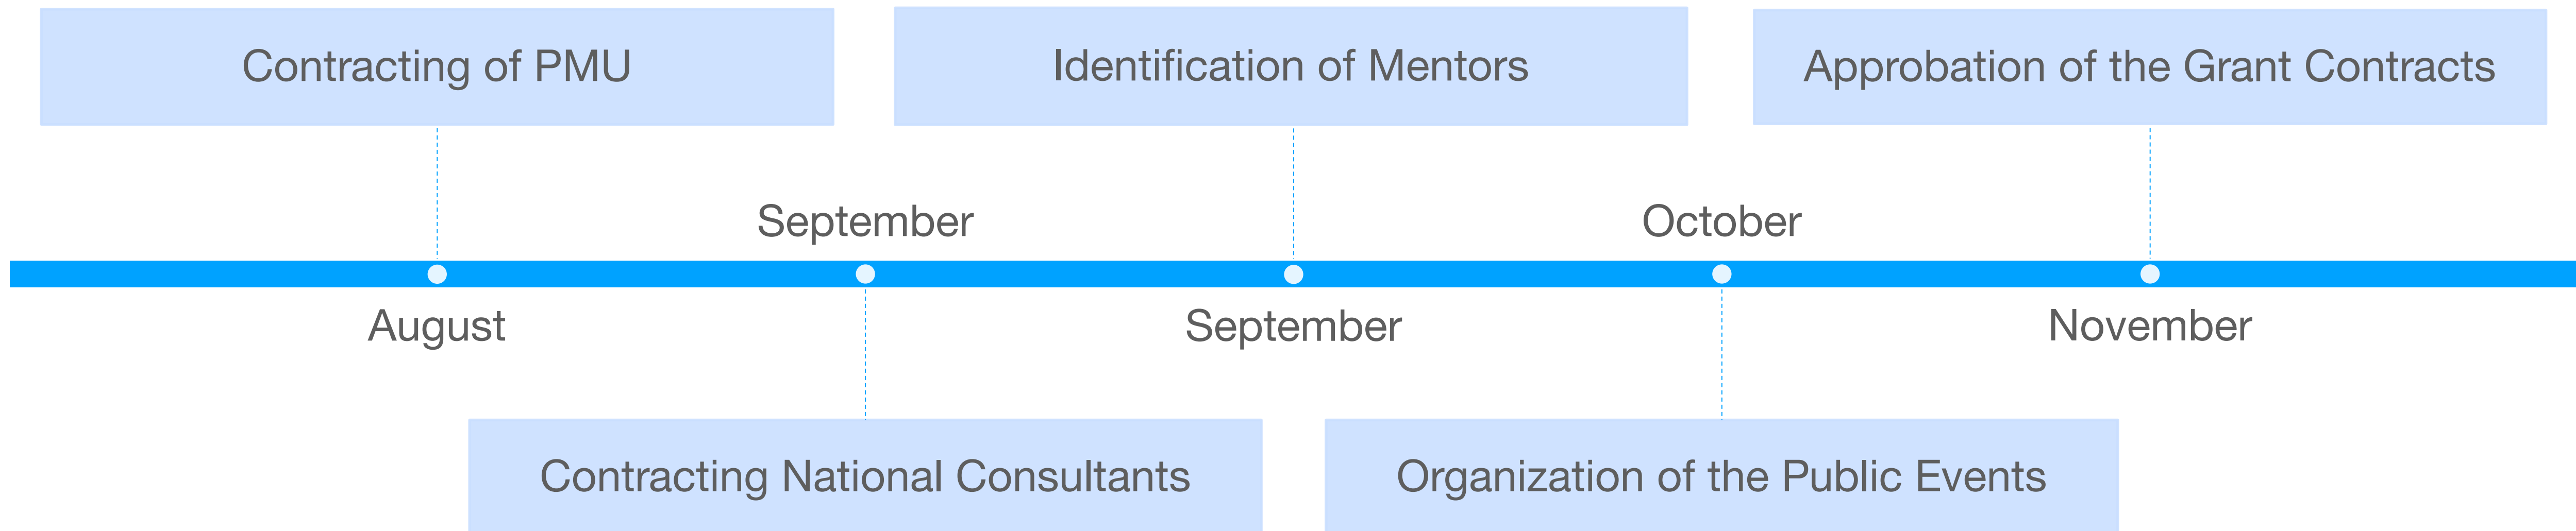 Contracting of PMU
Identification of Mentors
Approbation of the Grant Contracts
September
October
August
September
November
Contracting National Consultants
Organization of the Public Events